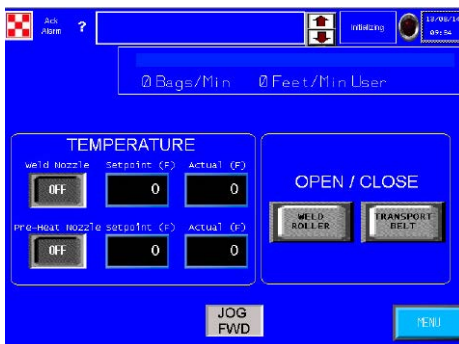 Ack
Alarm
?
Initializing
13/08/14
09:54
0 Bags/Min 0 Feet/Min User
TEMPERATURE
Weld Nozzle Setpoint (F) Actual (F)
OFF 0 0
Pre-Heat Nozzle Setpoint (F) Actual (F)
OFF 0 0
OPEN / CLOSE
WELD
ROLLER
TRANSPORT
BELT
JOG
FWD
MENU